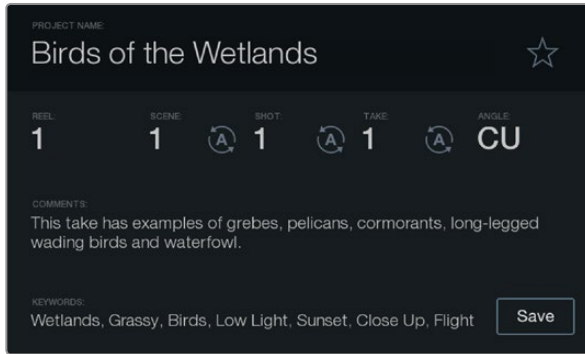 PROJECT NAME:
Birds of the Wetlands
REEL: SCENE: SHOT: TAKE: ANGLE:
1 1 A 1 A 1 A CU
COMMENTS:
This take has examples of grebes, pelicans, cormorants, long-legged
wading birds and waterfowl.
KEYWORDS:
Wetlands, Grassy, Birds, Low Light, Sunset, Close Up, Flight
Save